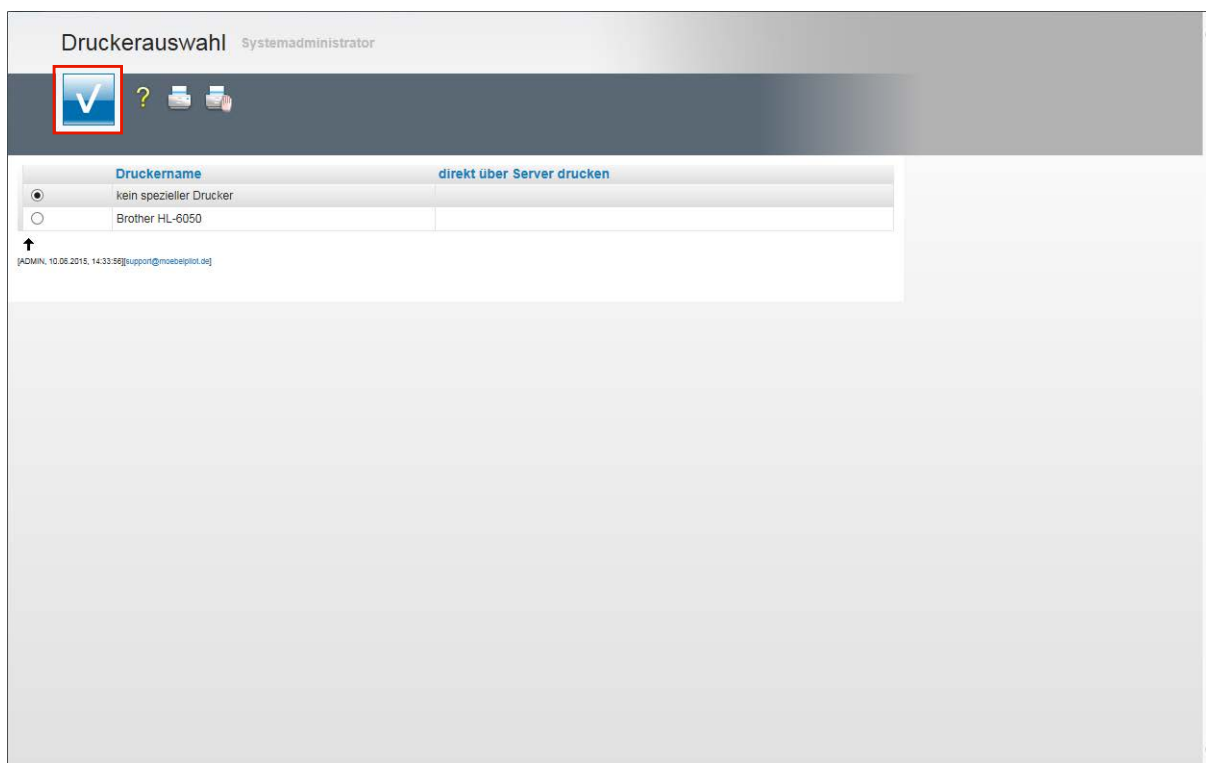 Druckerauswahl Systemadministrator
?
Druckername direkt über Server drucken
kein spezieller Drucker
Brother HL-6050
[ADMIN, 10.06.2015, 14:33:56][support@moebelpilot.de]